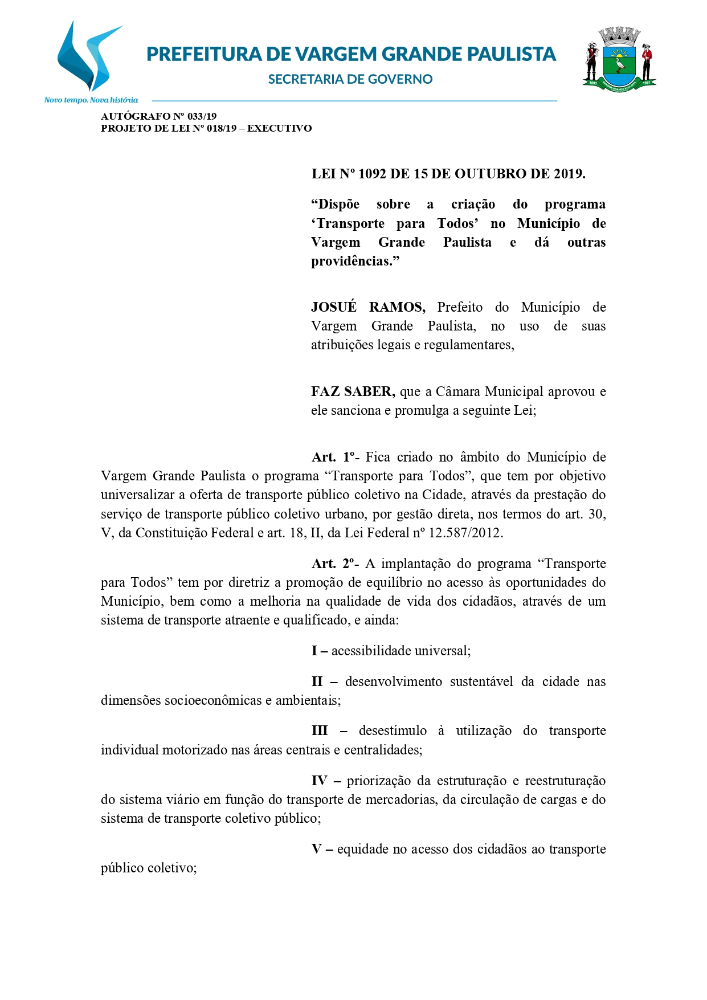 PREFEITURA DE VARGEM GRANDE PAULISTA
SECRETARIA DE GOVERNO
Novo tempo. Nova história
1893 VARGEM GRANDE PAULISTA 1981
AUTÓGRAFO Nº 033/19
PROJETO DE LEI Nº 018/19 – EXECUTIVO
LEI Nº 1092 DE 15 DE OUTUBRO DE 2019.
“Dispõe sobre a criação do programa
‘Transporte para Todos’ no Município de
Vargem Grande Paulista e dá outras
providências.”
JOSUÉ RAMOS, Prefeito do Município de
Vargem Grande Paulista, no uso de suas
atribuições legais e regulamentares,
FAZ SABER, que a Câmara Municipal aprovou e
ele sanciona e promulga a seguinte Lei;
Art. 1º- Fica criado no âmbito do Município de
Vargem Grande Paulista o programa “Transporte para Todos”, que tem por objetivo
universalizar a oferta de transporte público coletivo na Cidade, através da prestação do
serviço de transporte público coletivo urbano, por gestão direta, nos termos do art. 30,
V, da Constituição Federal e art. 18, II, da Lei Federal nº 12.587/2012.
Art. 2º- A implantação do programa “Transporte
para Todos” tem por diretriz a promoção de equilíbrio no acesso às oportunidades do
Município, bem como a melhoria na qualidade de vida dos cidadãos, através de um
sistema de transporte atraente e qualificado, e ainda:
I – acessibilidade universal;
II – desenvolvimento sustentável da cidade nas
dimensões socioeconômicas e ambientais;
III – desestímulo à utilização do transporte
individual motorizado nas áreas centrais e centralidades;
IV – priorização da estruturação e reestruturação
do sistema viário em função do transporte de mercadorias, da circulação de cargas e do
sistema de transporte coletivo público;
V – equidade no acesso dos cidadãos ao transporte
público coletivo;